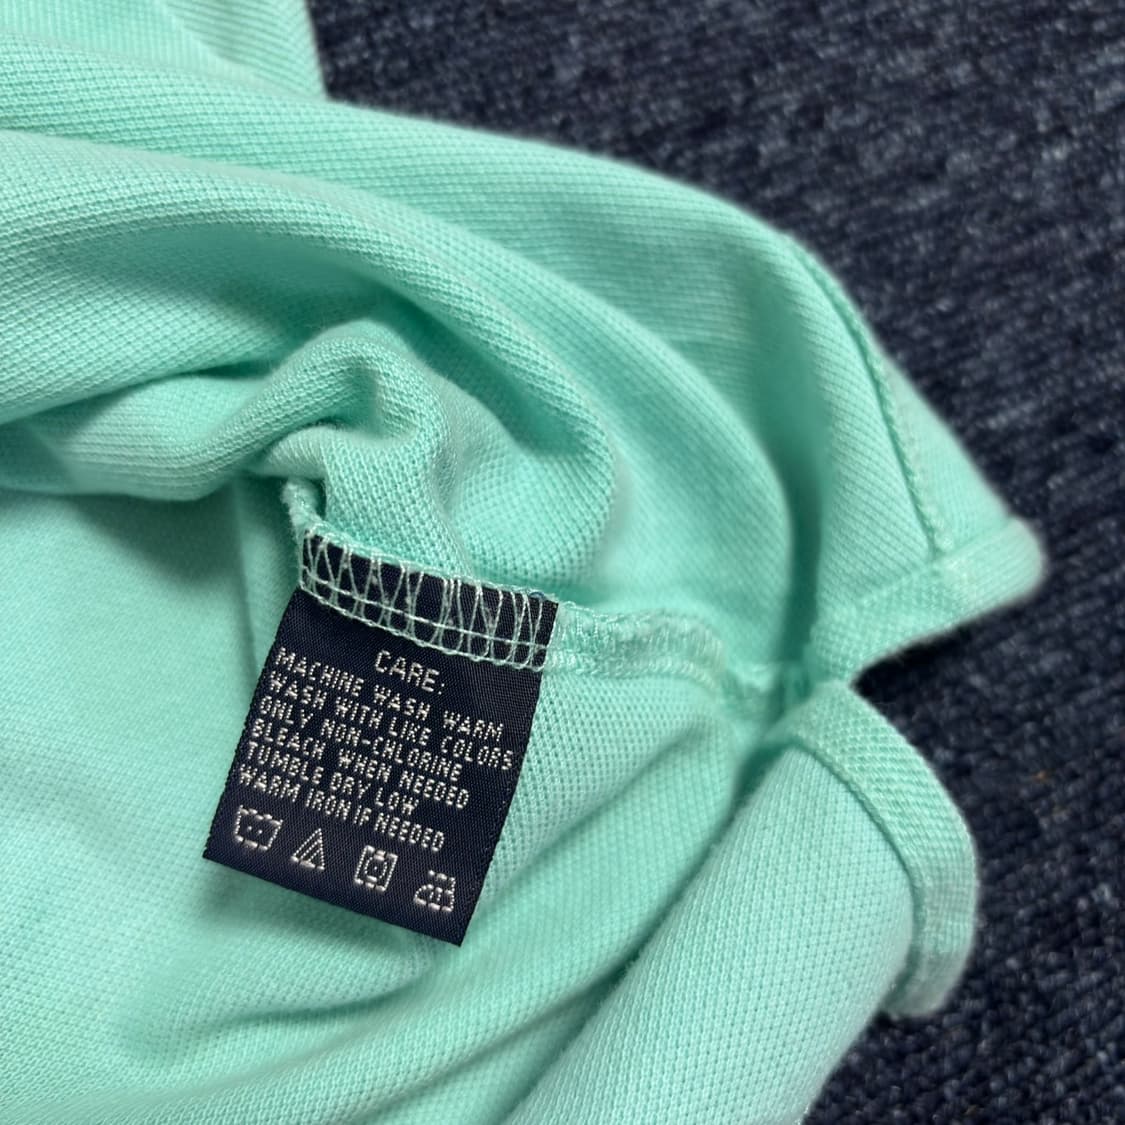 CARE:
MACHINE WASH WARM
WASH WITH LIKE COLORS
ONLY NON-CHLORINE
BLEACH WHEN NEEDED
TUMBLE DRY LOW
WARM IRON IF NEEDED